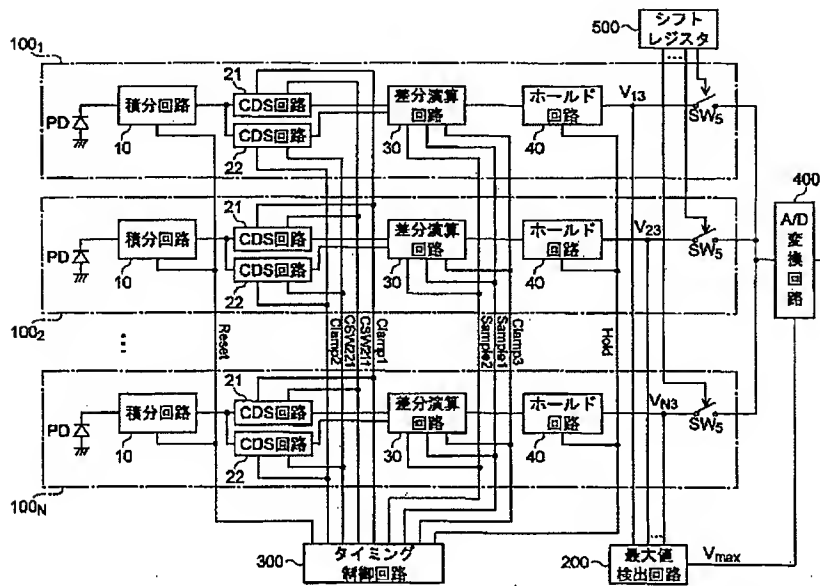 500
シフト
レジスタ
100₁
PD
積分回路
10
21
CDS回路
CDS回路
22
差分演算
回路
30
ホールド
回路
40
V₁₃
SW₅
400
A/D
変換
回路
100₂
PD
積分回路
10
21
CDS回路
CDS回路
22
差分演算
回路
30
ホールド
回路
40
V₂₃
SW₅
...
Reset
Clamp2
CSW221
CSW211
Clamp1
Sample2
Sample1
Clamp3
Hold
100N
PD
積分回路
10
21
CDS回路
CDS回路
22
差分演算
回路
30
ホールド
回路
40
VN3
SW₅
300
タイミング
制御回路
200
最大値
検出回路
Vmax